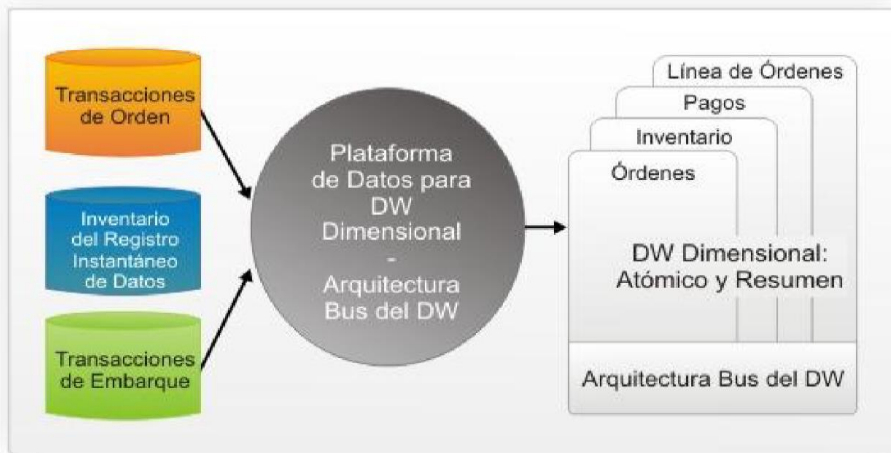 Transacciones
de Orden
Inventario
del Registro
Instantáneo
de Datos
Transacciones
de Embarque
Plataforma
de Datos para
DW
Dimensional
-
Arquitectura
Bus del DW
Línea de Órdenes
Pagos
Inventario
Órdenes
DW Dimensional:
Atómico y Resumen
Arquitectura Bus del DW